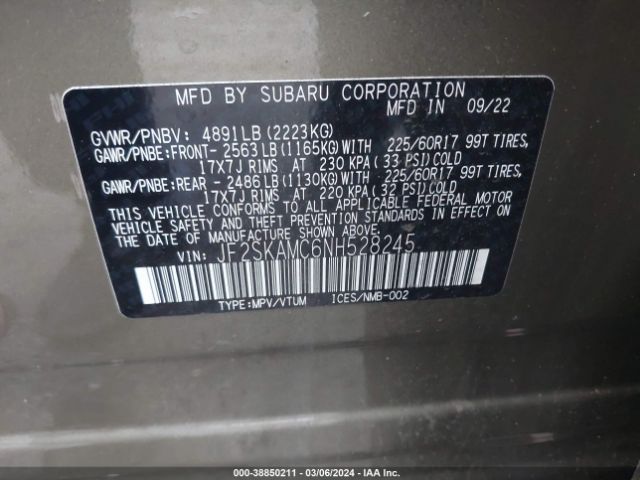 MFD BY SUBARU CORPORATION
MFD IN 09/22
GVWR/PNBV: 4891LB(2223KG)
GAWR/PNBE:FRONT- 2563LB(1165KG)WITH 225/60R17 99T TIRES,
17X7J RIMS AT 230 KPA(33 PSI)COLD
GAWR/PNBE:REAR - 2486LB(1130KG)WITH 225/60R17 99T TIRES,
17X7J RIMS AT 220 KPA(32 PSI)COLD
THIS VEHICLE CONFORMS TO ALL APPLICABLE FEDERAL MOTOR
VEHICLE SAFETY AND THEFT PREVENTION STANDARDS IN
EFFECT ON THE DATE OF MANUFACTURE SHOWN ABOVE.
VIN: JF2SKAMC6NH528245
TYPE:MPV/VTUM ICES/NMB-002
000-38850211 - 03/06/2024 - IAA Inc.